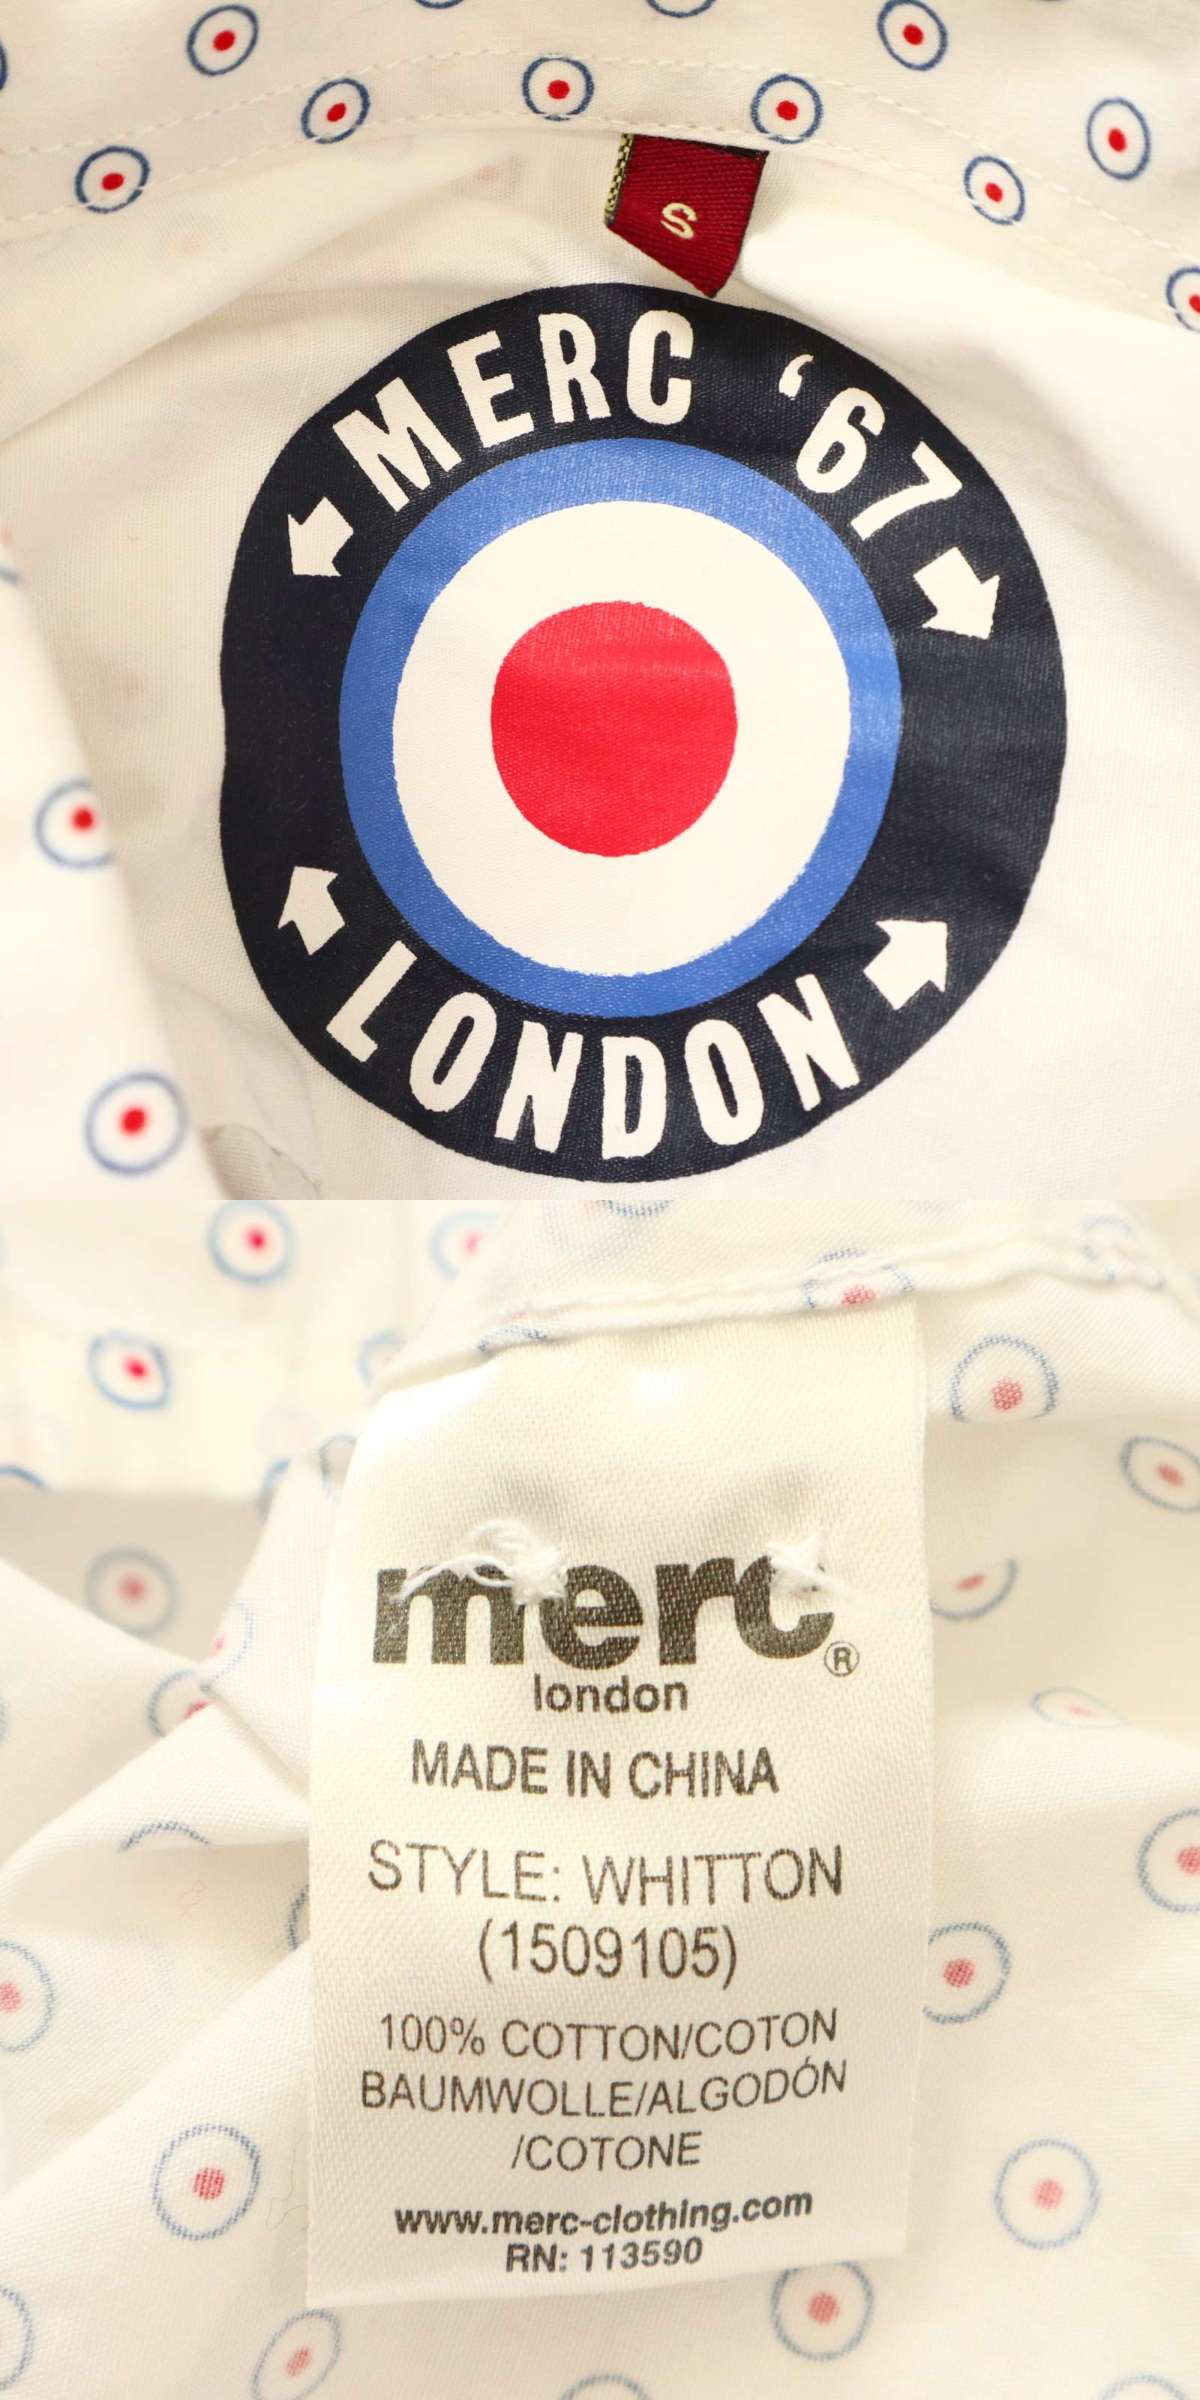 S
MERC ‘67
LONDON
merc®
london
MADE IN CHINA
STYLE: WHITTON
(1509105)
100% COTTON/COTON
BAUMWOLLE/ALGODÓN
/COTONE
www.merc-clothing.com
RN: 113590